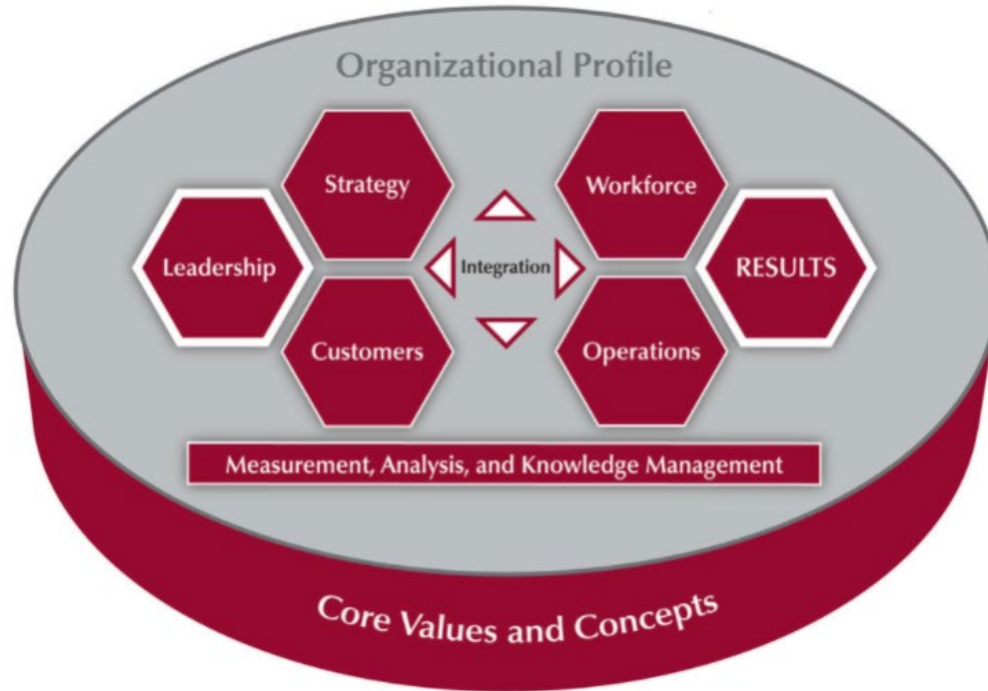 Organizational Profile
Strategy
Workforce
Leadership
Integration
RESULTS
Customers
Operations
Measurement, Analysis, and Knowledge Management
Core Values and Concepts